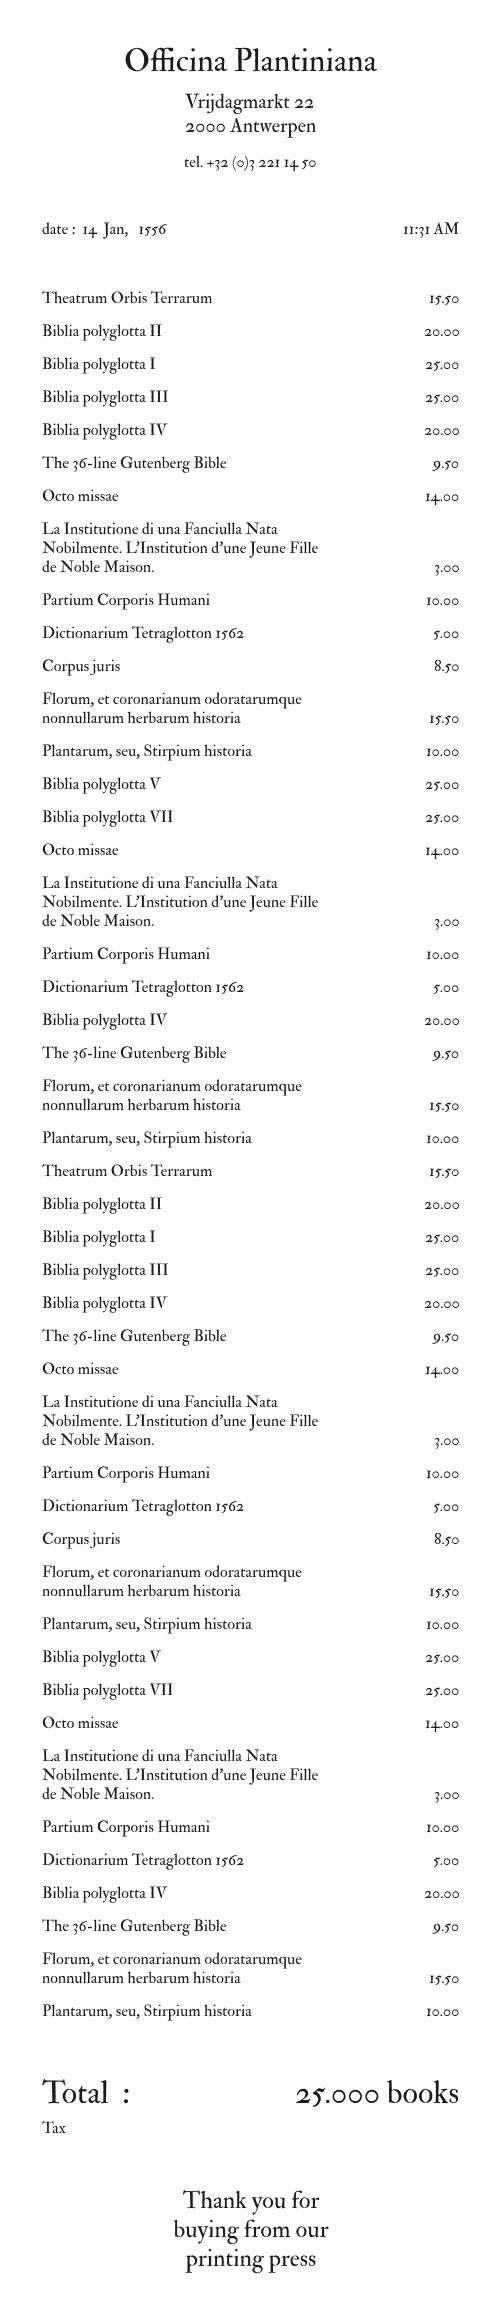 Officina Plantiniana
Vrijdagmarkt 22
2000 Antwerpen
tel. +32 (0)3 221 14 50
date : 14 Jan, 1556 11:31 AM
Theatrum Orbis Terrarum 15.50
Biblia polyglotta II 20.00
Biblia polyglotta I 25.00
Biblia polyglotta III 25.00
Biblia polyglotta IV 20.00
The 36-line Gutenberg Bible 9.50
Octo missae 14.00
La Institutione di una Fanciulla Nata
Nobilmente. L’Institution d’une Jeune Fille
de Noble Maison. 3.00
Partium Corporis Humani 10.00
Dictionarium Tetraglotton 1562 5.00
Corpus juris 8.50
Florum, et coronarianum odoratarumque
nonnullarum herbarum historia 15.50
Plantarum, seu, Stirpium historia 10.00
Biblia polyglotta V 25.00
Biblia polyglotta VII 25.00
Octo missae 14.00
La Institutione di una Fanciulla Nata
Nobilmente. L’Institution d’une Jeune Fille
de Noble Maison. 3.00
Partium Corporis Humani 10.00
Dictionarium Tetraglotton 1562 5.00
Biblia polyglotta IV 20.00
The 36-line Gutenberg Bible 9.50
Florum, et coronarianum odoratarumque
nonnullarum herbarum historia 15.50
Plantarum, seu, Stirpium historia 10.00
Theatrum Orbis Terrarum 15.50
Biblia polyglotta II 20.00
Biblia polyglotta I 25.00
Biblia polyglotta III 25.00
Biblia polyglotta IV 20.00
The 36-line Gutenberg Bible 9.50
Octo missae 14.00
La Institutione di una Fanciulla Nata
Nobilmente. L’Institution d’une Jeune Fille
de Noble Maison. 3.00
Partium Corporis Humani 10.00
Dictionarium Tetraglotton 1562 5.00
Corpus juris 8.50
Florum, et coronarianum odoratarumque
nonnullarum herbarum historia 15.50
Plantarum, seu, Stirpium historia 10.00
Biblia polyglotta V 25.00
Biblia polyglotta VII 25.00
Octo missae 14.00
La Institutione di una Fanciulla Nata
Nobilmente. L’Institution d’une Jeune Fille
de Noble Maison. 3.00
Partium Corporis Humani 10.00
Dictionarium Tetraglotton 1562 5.00
Biblia polyglotta IV 20.00
The 36-line Gutenberg Bible 9.50
Florum, et coronarianum odoratarumque
nonnullarum herbarum historia 15.50
Plantarum, seu, Stirpium historia 10.00
Total : 25.000 books
Tax
Thank you for
buying from our
printing press